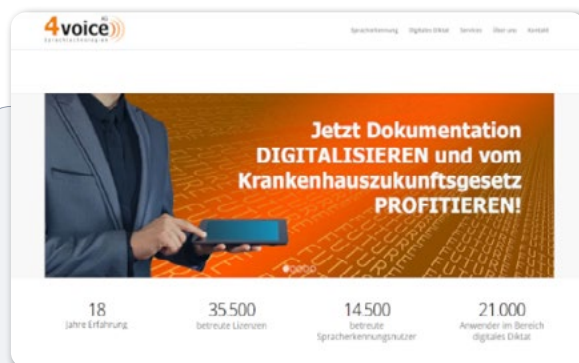 4voice AG
Sprachtechnologien
Spracherkennung Digitales Diktat Services Über uns Kontakt
Jetzt Dokumentation
DIGITALISIEREN und vom
Krankenhauszukunftsgesetz
PROFITIEREN!
18
Jahre Erfahrung
35.500
betreute Lizenzen
14.500
betreute
Spracherkennungsnutzer
21.000
Anwender im Bereich
digitales Diktat